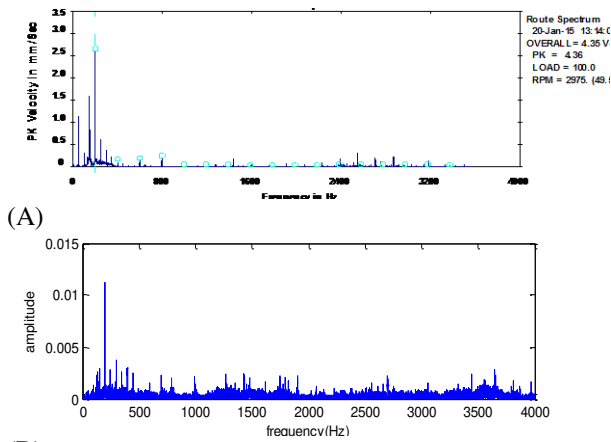 3.5
3.0
2.5
2.0
1.5
1.0
0.5
0
PK Velocity in mm/Sec
0 800 1600 2400 3200 4000
Frequency in Hz
Route Spectrum
20-Jan-15 13:14:0
OVERALL= 4.35 V-
PK = 4.36
LOAD = 100.0
RPM = 2975. (49.5
(A)
0.015
0.01
0.005
0
amplitude
0 500 1000 1500 2000 2500 3000 3500 4000
frequency(Hz)